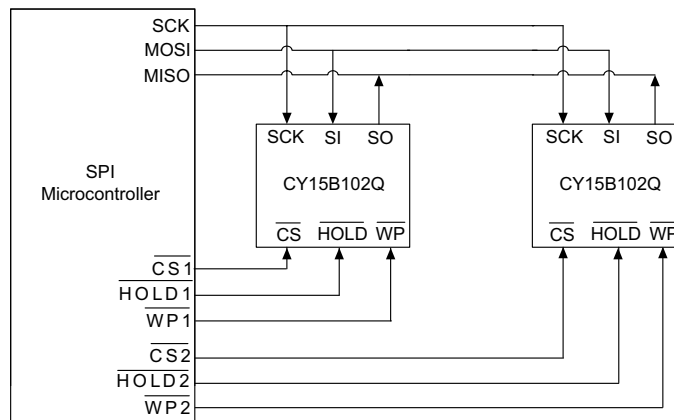 SCK
MOSI
MISO
SPI
Microcontroller
CS1
HOLD1
WP1
CS2
HOLD2
WP2
SCK SI SO
CY15B102Q
CS HOLD WP
SCK SI SO
CY15B102Q
CS HOLD WP